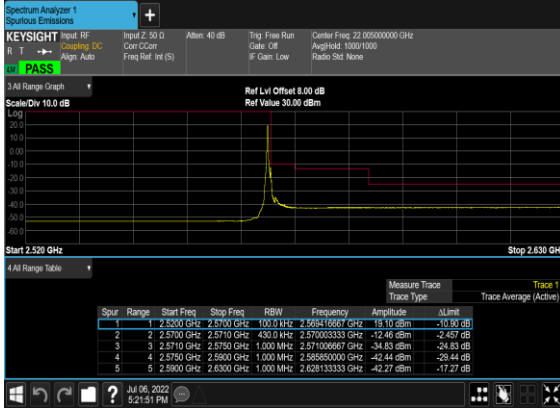 Spectrum Analyzer 1
Spurious Emissions
KEYSIGHT
R T
Input: RF
Coupling: DC
Align: Auto
Input Z: 50 Ω
Corr CCorr
Freq Ref: Int (S)
Atten: 40 dB
Trig: Free Run
Gate: Off
IF Gain: Low
Center Freq: 22.005000000 GHz
Avg|Hold: 1000/1000
Radio Std: None
PASS
3 All Range Graph
Scale/Div 10.0 dB
Ref Lvl Offset 8.00 dB
Ref Value 30.00 dBm
Log
20.0
10.0
0.00
-10.0
-20.0
-30.0
-40.0
-50.0
-60.0
Start 2.520 GHz
Stop 2.630 GH
4 All Range Table
Measure Trace Trace 1
Trace Type Trace Average (Active)
Spur Range Start Freq Stop Freq RBW Frequency Amplitude ΔLimit
1 1 2.5200 GHz 2.5700 GHz 100.0 kHz 2.569416667 GHz 19.10 dBm -10.90 dB
2 2 2.5700 GHz 2.5710 GHz 430.0 kHz 2.570003333 GHz -12.46 dBm -2.457 dB
3 3 2.5710 GHz 2.5750 GHz 1.000 MHz 2.571006667 GHz -34.83 dBm -24.83 dB
4 4 2.5750 GHz 2.5900 GHz 1.000 MHz 2.585850000 GHz -42.44 dBm -29.44 dB
5 5 2.5900 GHz 2.6300 GHz 1.000 MHz 2.628133333 GHz -42.27 dBm -17.27 dB
Jul 06, 2022
5:21:51 PM